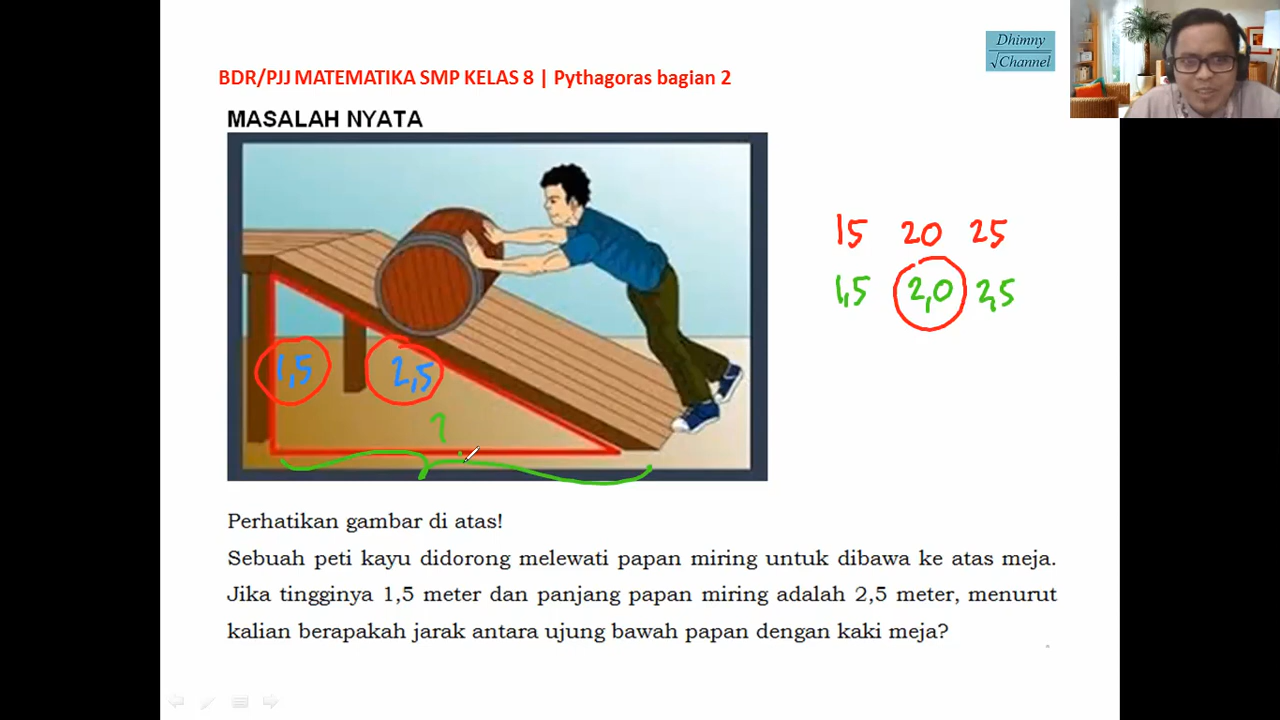 Dhimny
√Channel
BDR/PJJ MATEMATIKA SMP KELAS 8 | Pythagoras bagian 2
MASALAH NYATA
15 20 25
1,5 2,0 2,5
1,5 2,5
?
Perhatikan gambar di atas!
Sebuah peti kayu didorong melewati papan miring untuk dibawa ke atas meja.
Jika tingginya 1,5 meter dan panjang papan miring adalah 2,5 meter, menurut
kalian berapakah jarak antara ujung bawah papan dengan kaki meja?